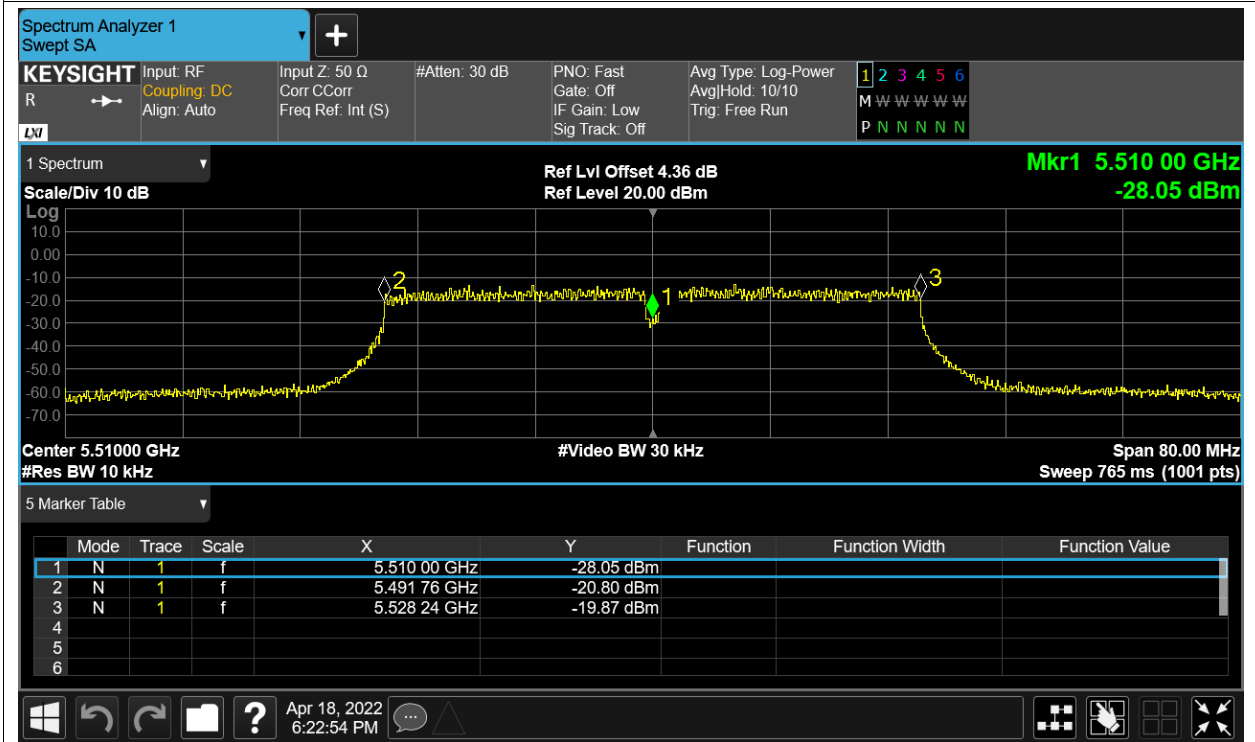 Spectrum Analyzer 1
Swept SA
+
KEYSIGHT Input: RF Input Z: 50 Ω #Atten: 30 dB PNO: Fast Avg Type: Log-Power 1 2 3 4 5 6
R Coupling: DC Corr CCorr Gate: Off Avg|Hold: 10/10 M W W W W W
Align: Auto Freq Ref: Int (S) IF Gain: Low Trig: Free Run
LXI Sig Track: Off P N N N N N
1 Spectrum Ref Lvl Offset 4.36 dB Mkr1 5.510 00 GHz
Scale/Div 10 dB Ref Level 20.00 dBm -28.05 dBm
Log
10.0
0.00
-10.0
2
3
-20.0
1
-30.0
-40.0
-50.0
-60.0
-70.0
Center 5.51000 GHz #Video BW 30 kHz Span 80.00 MHz
#Res BW 10 kHz Sweep 765 ms (1001 pts)
5 Marker Table
Mode Trace Scale X Y Function Function Width Function Value
1 N 1 f 5.510 00 GHz -28.05 dBm
2 N 1 f 5.491 76 GHz -20.80 dBm
3 N 1 f 5.528 24 GHz -19.87 dBm
4
5
6
? Apr 18, 2022
6:22:54 PM